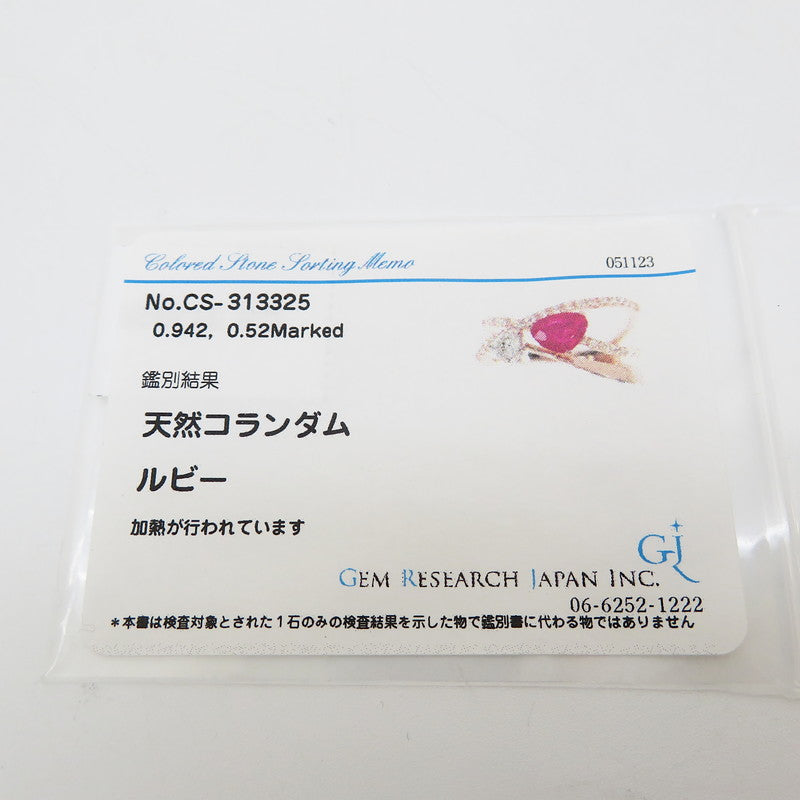 Colored Stone Sorting Memo
051123
No.CS-313325
0.942, 0.52Marked
鑑別結果
天然コランダム
ルビー
加熱が行われています
GJ
GEM RESEARCH JAPAN INC.
06-6252-1222
*本書は検査対象とされた1石のみの検査結果を示した物で鑑別書に代わる物ではありません